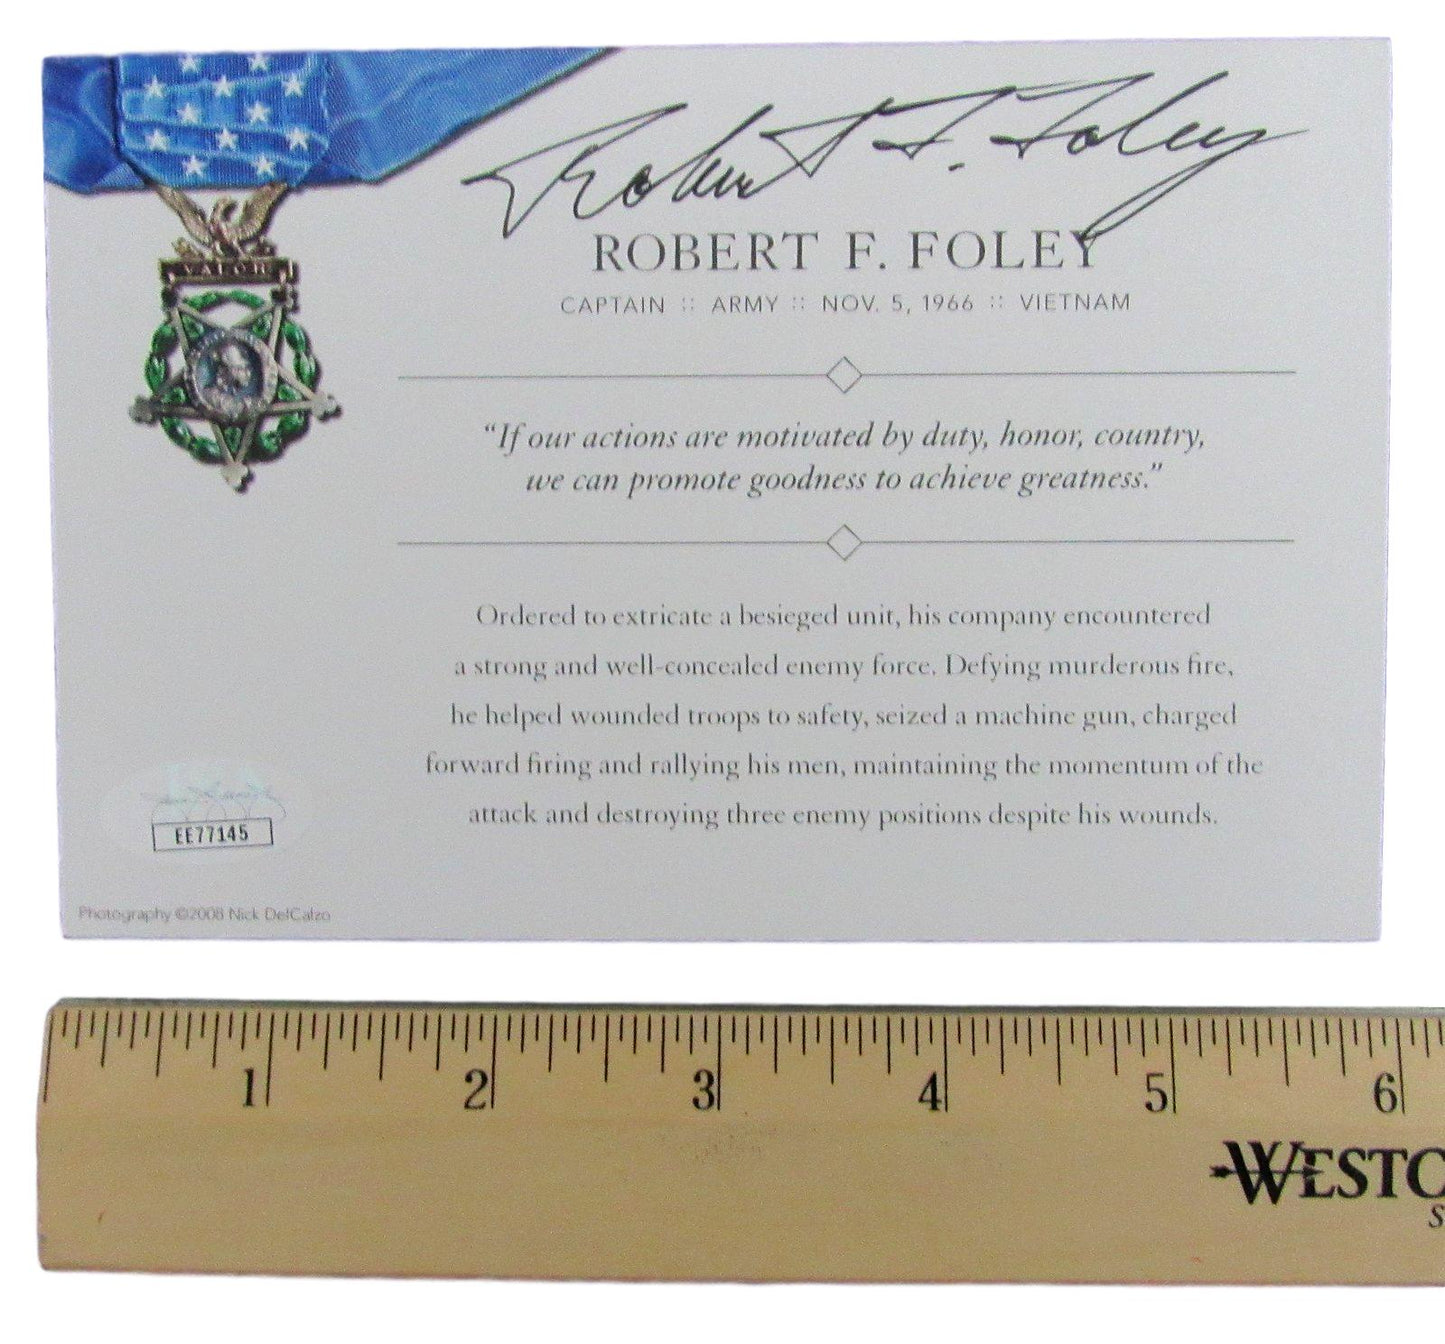 Robert F. Foley
VALOR
ROBERT F. FOLEY
CAPTAIN :: ARMY :: NOV. 5, 1966 :: VIETNAM
“If our actions are motivated by duty, honor, country,
we can promote goodness to achieve greatness.”
Ordered to extricate a besieged unit, his company encountered
a strong and well-concealed enemy force. Defying murderous fire,
he helped wounded troops to safety, seized a machine gun, charged
forward firing and rallying his men, maintaining the momentum of the
attack and destroying three enemy positions despite his wounds.
EE77145
Photography ©2008 Nick DelCalzo
1 2 3 4 5 6
WESTC
S